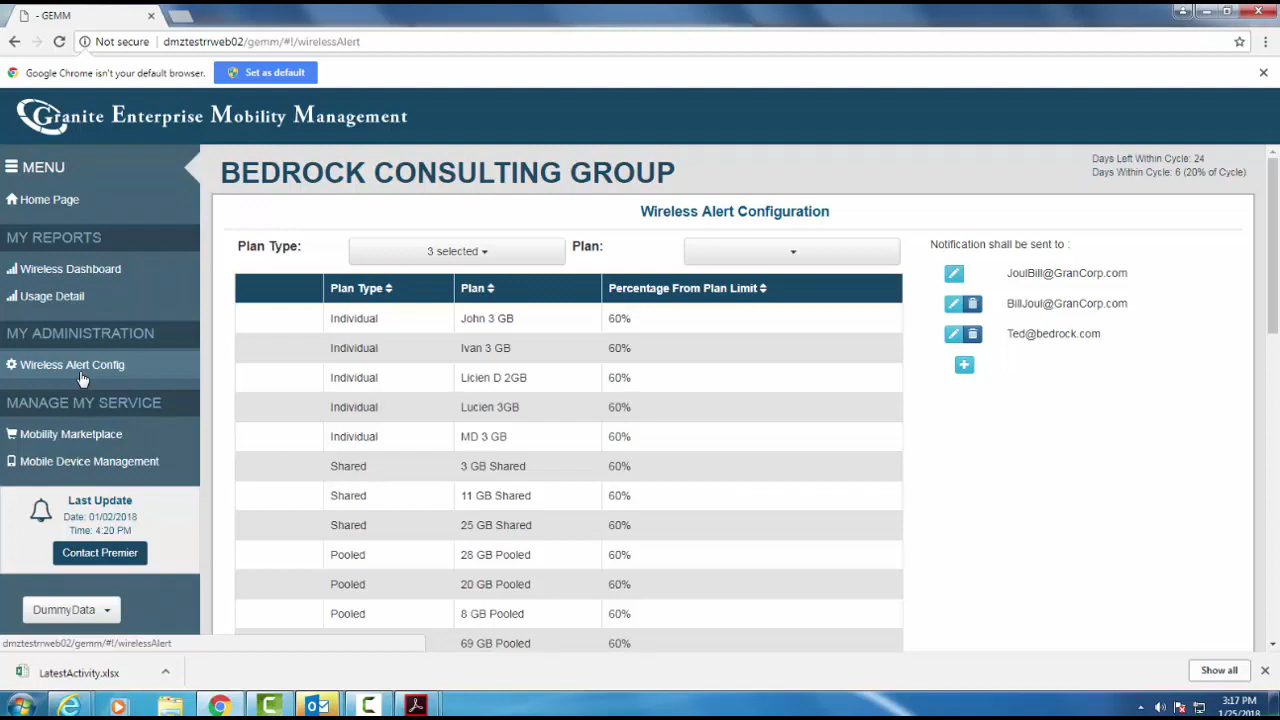 - GEMM
Not secure dmztestrrweb02/gemm/#!/wirelessAlert
Google Chrome isn't your default browser. Set as default
Granite Enterprise Mobility Management
MENU
Home Page
MY REPORTS
Wireless Dashboard
Usage Detail
MY ADMINISTRATION
Wireless Alert Config
MANAGE MY SERVICE
Mobility Marketplace
Mobile Device Management
Last Update
Date: 01/02/2018
Time: 4:20 PM
Contact Premier
DummyData
BEDROCK CONSULTING GROUP
Days Left Within Cycle: 24
Days Within Cycle: 6 (20% of Cycle)
Wireless Alert Configuration
Plan Type: 3 selected Plan:
Plan Type Plan Percentage From Plan Limit
Individual John 3 GB 60%
Individual Ivan 3 GB 60%
Individual Licien D 2GB 60%
Individual Lucien 3GB 60%
Individual MD 3 GB 60%
Shared 3 GB Shared 60%
Shared 11 GB Shared 60%
Shared 25 GB Shared 60%
Pooled 28 GB Pooled 60%
Pooled 20 GB Pooled 60%
Pooled 8 GB Pooled 60%
69 GB Pooled 60%
Notification shall be sent to :
JoulBill@GranCorp.com
BillJoul@GranCorp.com
Ted@bedrock.com
dmztestrrweb02/gemm/#!/wirelessAlert
LatestActivity.xlsx
Show all
3:17 PM
1/25/2018